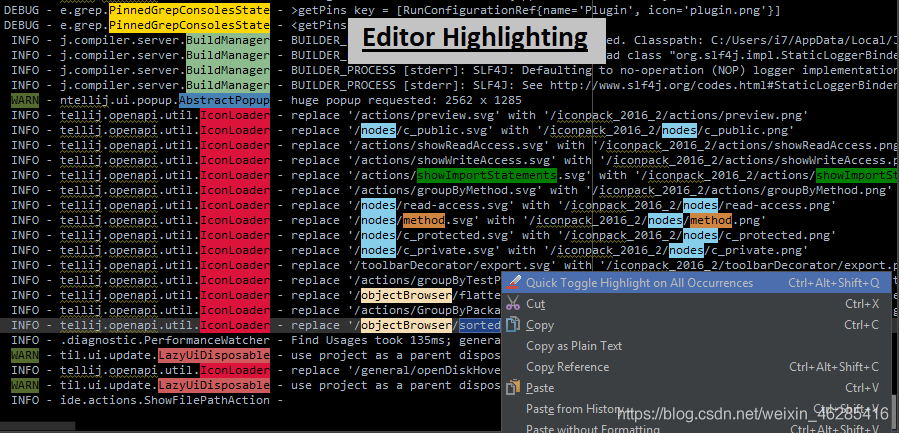 DEBUG - e.grep.PinnedGrepConsolesState - >getPins key = [RunConfigurationRef{name='Plugin', icon='plugin.png'}]
DEBUG - e.grep.PinnedGrepConsolesState - <getPins
Editor Highlighting
INFO - j.compiler.server.BuildManager - BUILDER_ ed. Classpath: C:/Users/i7/AppData/Local/J
INFO - j.compiler.server.BuildManager - BUILDER_ ad class "org.slf4j.impl.StaticLoggerBinde
INFO - j.compiler.server.BuildManager - BUILDER_PROCESS [stderr]: SLF4J: Defaulting to no-operation (NOP) logger implementation
INFO - j.compiler.server.BuildManager - BUILDER_PROCESS [stderr]: SLF4J: See http://www.slf4j.org/codes.html#StaticLoggerBinder
WARN - ntellij.ui.popup.AbstractPopup - huge popup requested: 2562 x 1285
INFO - tellij.openapi.util.IconLoader - replace '/actions/preview.svg' with '/iconpack_2016_2/actions/preview.png'
INFO - tellij.openapi.util.IconLoader - replace '/nodes/c_public.svg' with '/iconpack_2016_2/nodes/c_public.png'
INFO - tellij.openapi.util.IconLoader - replace '/actions/showReadAccess.svg' with '/iconpack_2016_2/actions/showReadAccess.png
INFO - tellij.openapi.util.IconLoader - replace '/actions/showWriteAccess.svg' with '/iconpack_2016_2/actions/showWriteAccess.p
INFO - tellij.openapi.util.IconLoader - replace '/actions/showImportStatements.svg' with '/iconpack_2016_2/actions/showImportSt
INFO - tellij.openapi.util.IconLoader - replace '/actions/groupByMethod.svg' with '/iconpack_2016_2/actions/groupByMethod.png'
INFO - tellij.openapi.util.IconLoader - replace '/nodes/read-access.svg' with '/iconpack_2016_2/nodes/read-access.png'
INFO - tellij.openapi.util.IconLoader - replace '/nodes/method.svg' with '/iconpack_2016_2/nodes/method.png'
INFO - tellij.openapi.util.IconLoader - replace '/nodes/c_protected.svg' with '/iconpack_2016_2/nodes/c_protected.png'
INFO - tellij.openapi.util.IconLoader - replace '/nodes/c_private.svg' with '/iconpack_2016_2/nodes/c_private.png'
INFO - tellij.openapi.util.IconLoader - replace '/toolbarDecorator/export.svg' with '/iconpack_2016_2/toolbarDecorator/export.p
INFO - tellij.openapi.util.IconLoader - replace '/actions/groupByTestP
INFO - tellij.openapi.util.IconLoader - replace '/objectBrowser/flatte
INFO - tellij.openapi.util.IconLoader - replace '/actions/GroupByPacka
INFO - tellij.openapi.util.IconLoader - replace '/objectBrowser/sorted
INFO - .diagnostic.PerformanceWatcher - Find Usages took 135ms; genera
WARN - til.ui.update.LazyUiDisposable - use project as a parent dispos
INFO - tellij.openapi.util.IconLoader - replace '/general/openDiskHove
WARN - til.ui.update.LazyUiDisposable - use project as a parent dispos
INFO - ide.actions.ShowFilePathAction -
Quick Toggle Highlight on All Occurrences Ctrl+Alt+Shift+Q
Cut Ctrl+X
Copy Ctrl+C
Copy as Plain Text
Copy Reference Ctrl+Alt+Shift+C
Paste Ctrl+V
Paste from History... Ctrl+Shift+V
Paste without Formatting Ctrl+Alt+Shift+V
https://blog.csdn.net/weixin_46285416